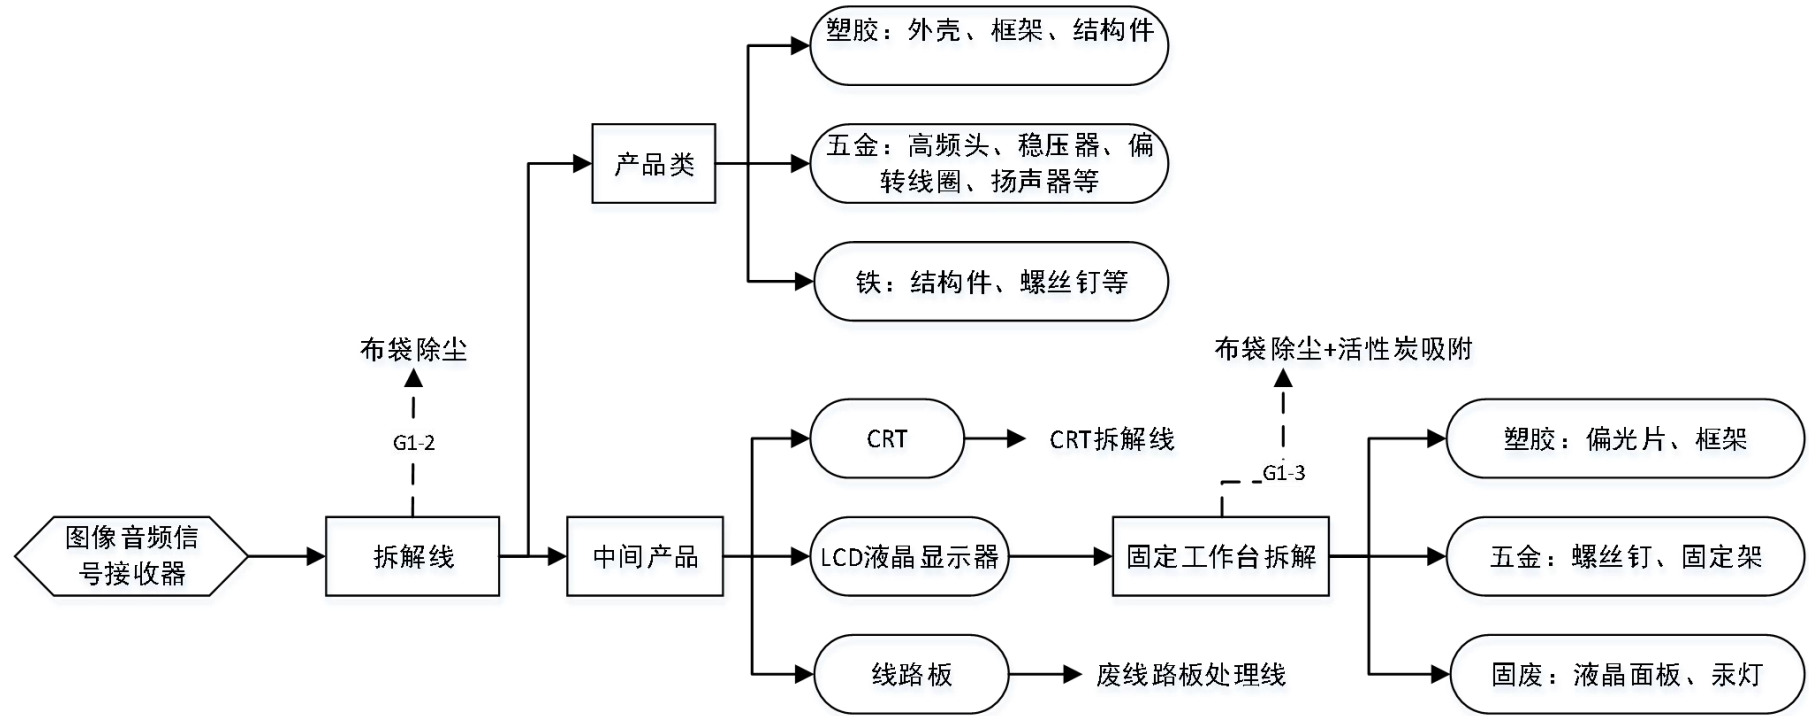 塑胶：外壳、框架、结构件
产品类
五金：高频头、稳压器、偏
转线圈、扬声器等
铁：结构件、螺丝钉等
布袋除尘
布袋除尘+活性炭吸附
G1-2
CRT
CRT拆解线
塑胶：偏光片、框架
G1-3
图像音频信
号接收器
拆解线
中间产品
LCD液晶显示器
固定工作台拆解
五金：螺丝钉、固定架
线路板
废线路板处理线
固废：液晶面板、汞灯